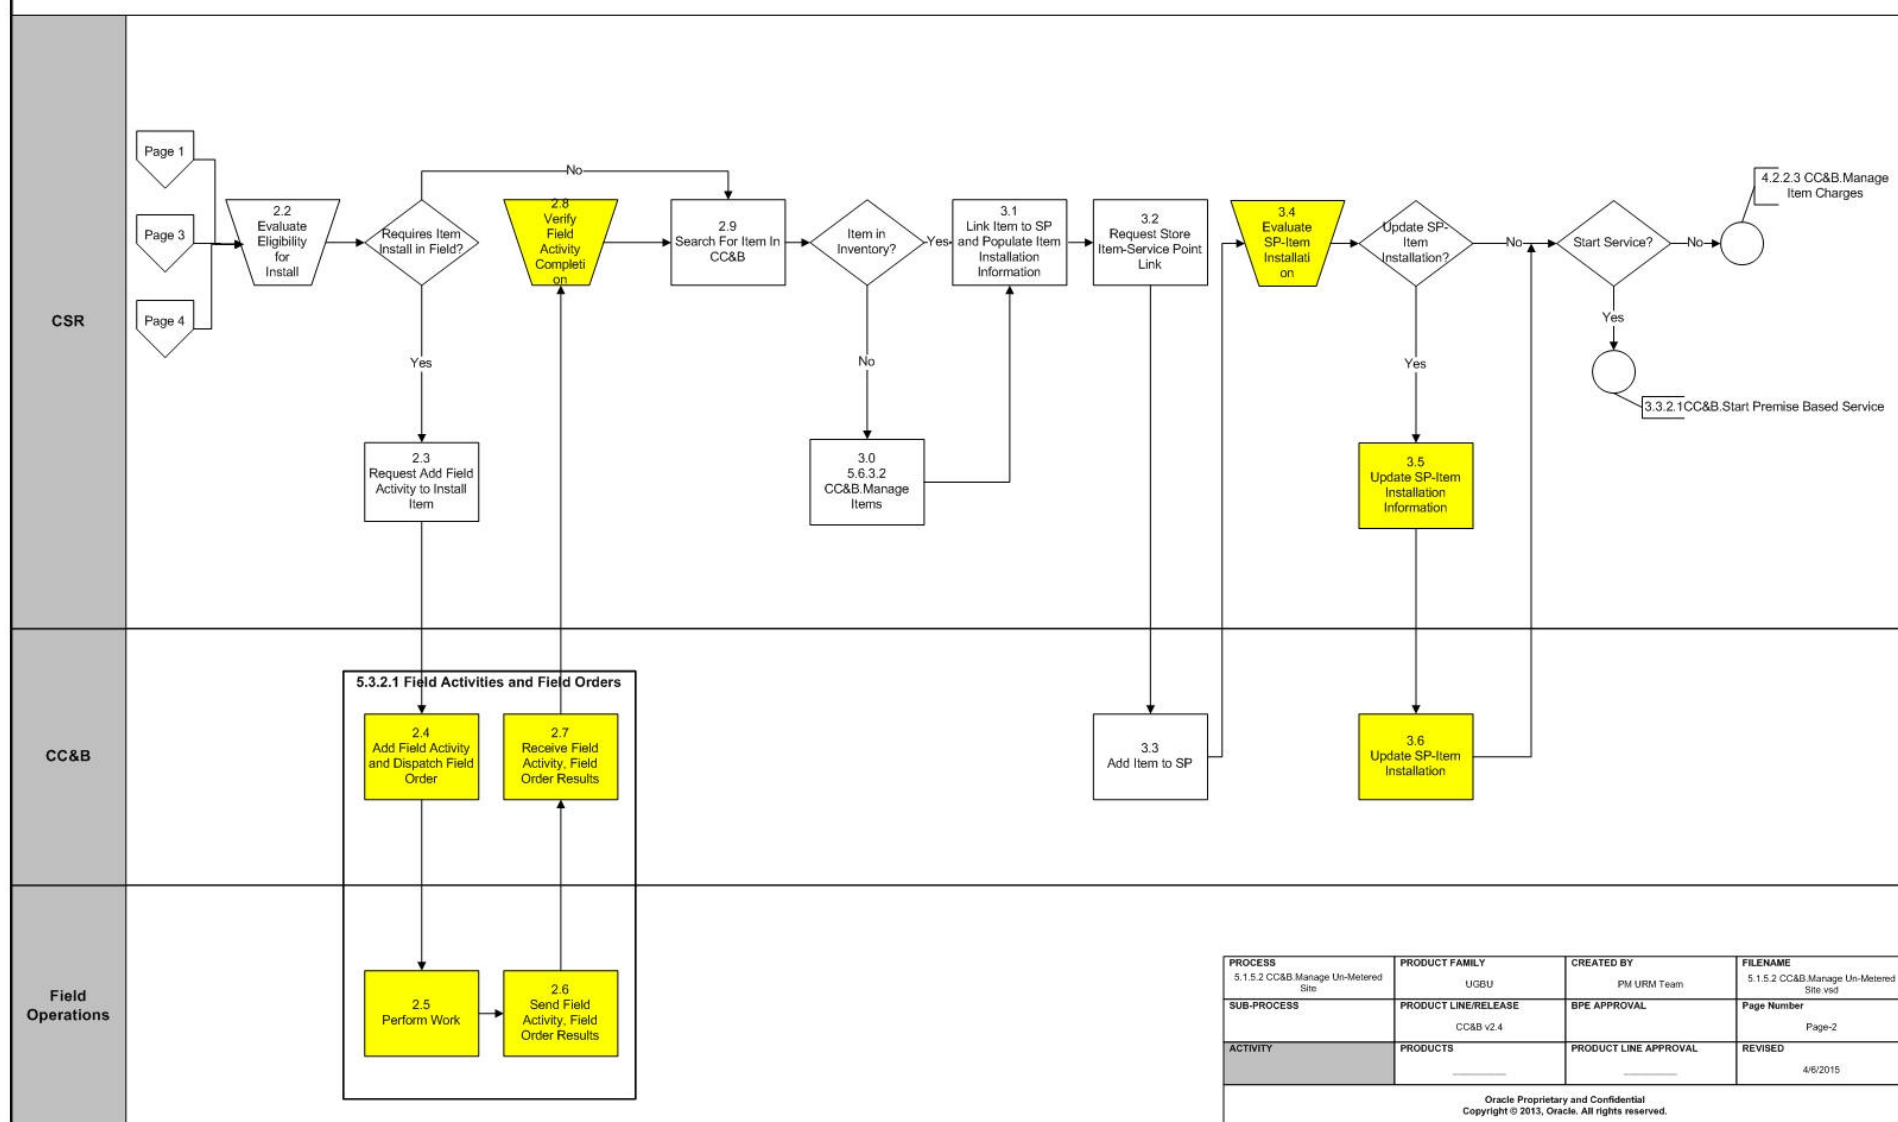 CSR
Page 1
Page 3
Page 4
2.2
Evaluate
Eligibility
for
Install
Requires Item
Install in Field?
No
Yes
2.3
Request Add Field
Activity to Install
Item
2.8
Verify
Field
Activity
Completi
on
2.9
Search For Item In
CC&B
Item in
Inventory?
Yes
No
3.0
5.6.3.2
CC&B.Manage
Items
3.1
Link Item to SP
and Populate Item
Installation
Information
3.2
Request Store
Item-Service Point
Link
3.4
Evaluate
SP-Item
Installati
on
Update SP-
Item
Installation?
No
Yes
3.5
Update SP-Item
Installation
Information
Start Service?
No
Yes
4.2.2.3 CC&B.Manage
Item Charges
3.3.2.1CC&B.Start Premise Based Service
CC&B
5.3.2.1 Field Activities and Field Orders
2.4
Add Field Activity
and Dispatch Field
Order
2.7
Receive Field
Activity, Field
Order Results
3.3
Add Item to SP
3.6
Update SP-Item
Installation
Field
Operations
2.5
Perform Work
2.6
Send Field
Activity, Field
Order Results
PROCESS
5.1.5.2 CC&B.Manage Un-Metered
Site
PRODUCT FAMILY
UGBU
CREATED BY
PM URM Team
FILENAME
5.1.5.2 CC&B.Manage Un-Metered
Site.vsd
SUB-PROCESS
PRODUCT LINE/RELEASE
CC&B v2.4
BPE APPROVAL
Page Number
Page-2
ACTIVITY
PRODUCTS
PRODUCT LINE APPROVAL
REVISED
4/6/2015
Oracle Proprietary and Confidential
Copyright © 2013, Oracle. All rights reserved.